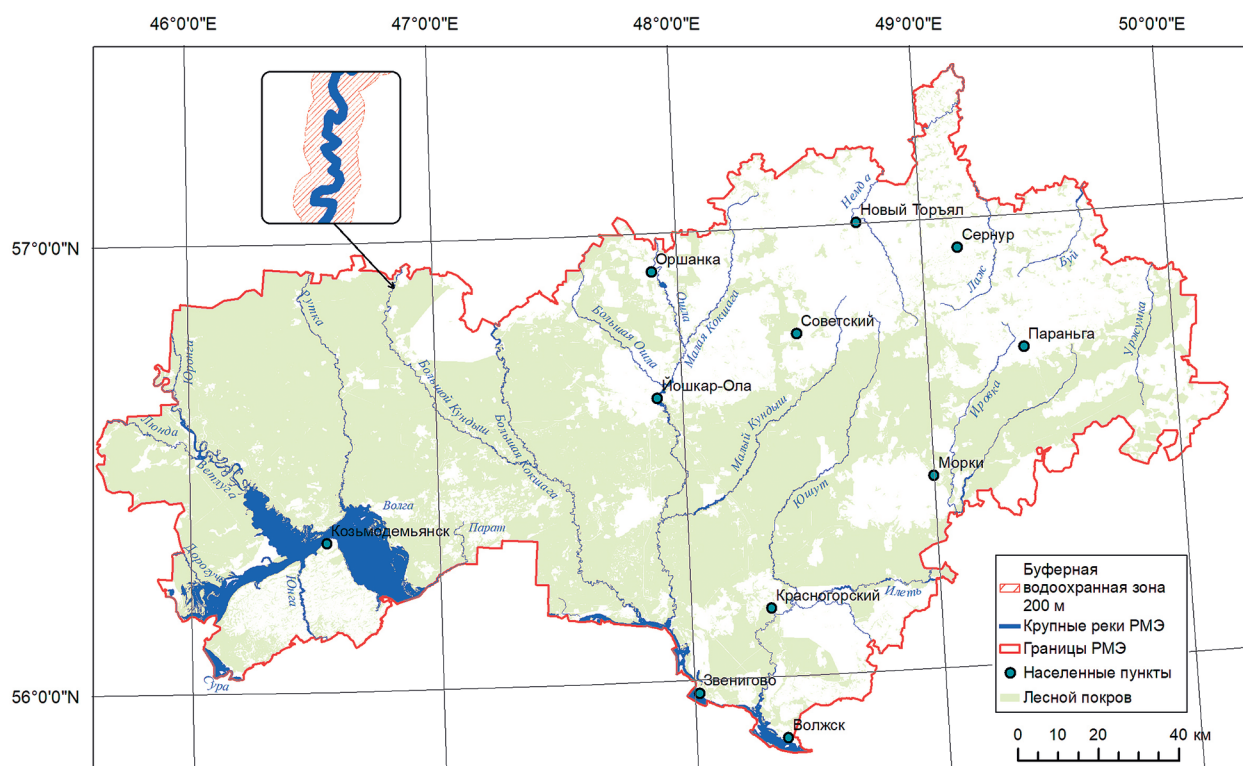 46°0'0"E
47°0'0"E
48°0'0"E
49°0'0"E
50°0'0"E
57°0'0"N
56°0'0"N
Немда
Новый Торъял
Сернур
Оршанка
Лаж
Буй
Рутка
Ошла
Малая Кокшага
Большая Ошла
Советский
Параньга
Уржумка
Юронга
Большой Кундыш
Йошкар-Ола
Ировка
Люнда
Ветлуга
Большая Кокшага
Малый Кундыш
Морки
Юшут
Волга
Парат
Козьмодемьянск
Юнга
Красногорский
Илеть
Сура
Звенигово
Волжск
Буферная
водоохранная зона
200 м
Крупные реки РМЭ
Границы РМЭ
Населенные пункты
Лесной покров
0 10 20 40 км